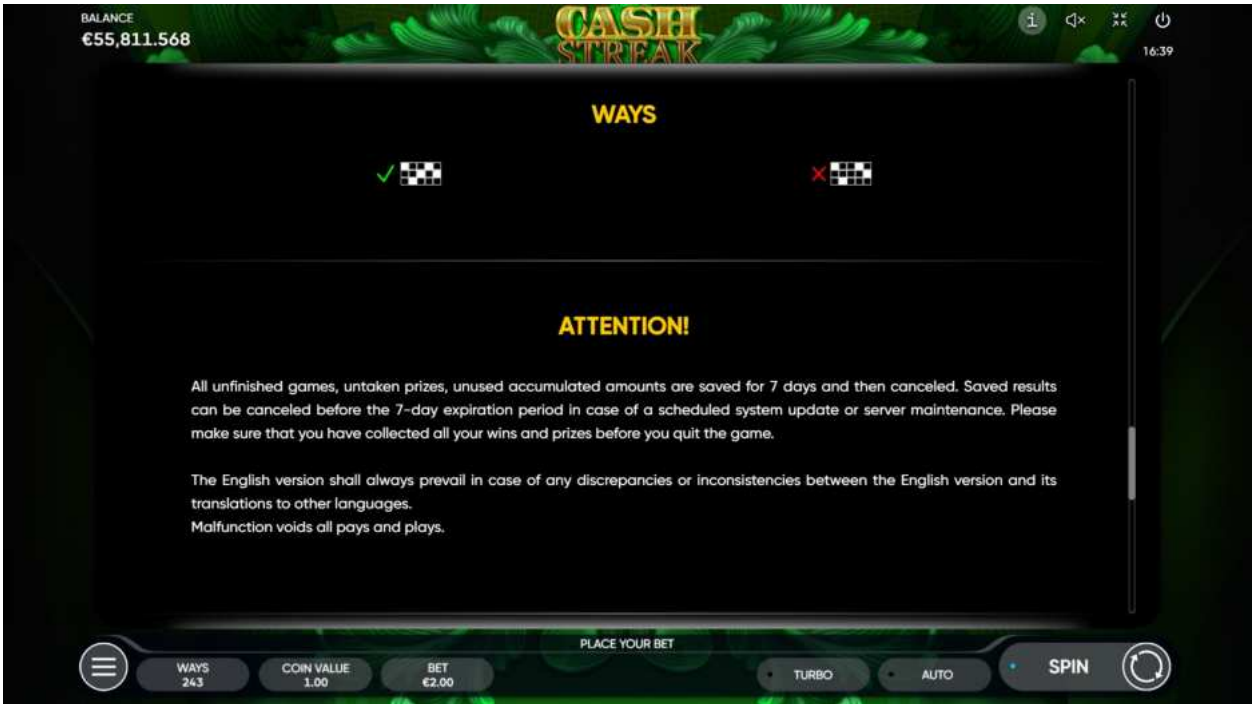 BALANCE
€55,811.568
CASH
STREAK
i
16:39
WAYS
ATTENTION!
All unfinished games, untaken prizes, unused accumulated amounts are saved for 7 days and then canceled. Saved results
can be canceled before the 7-day expiration period in case of a scheduled system update or server maintenance. Please
make sure that you have collected all your wins and prizes before you quit the game.
The English version shall always prevail in case of any discrepancies or inconsistencies between the English version and its
translations to other languages.
Malfunction voids all pays and plays.
PLACE YOUR BET
WAYS
243
COIN VALUE
1.00
BET
€2.00
TURBO
AUTO
SPIN